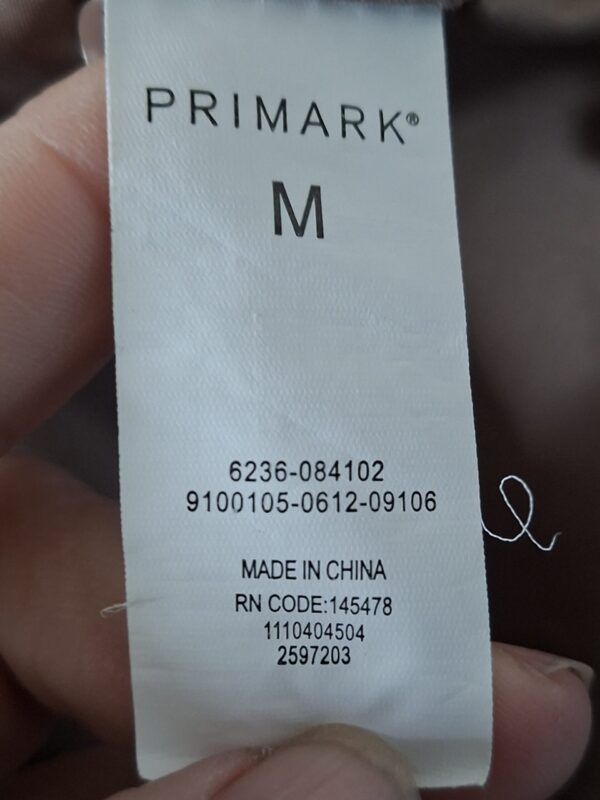 PRIMARK®
M
6236-084102
9100105-0612-09106
MADE IN CHINA
RN CODE:145478
1110404504
2597203